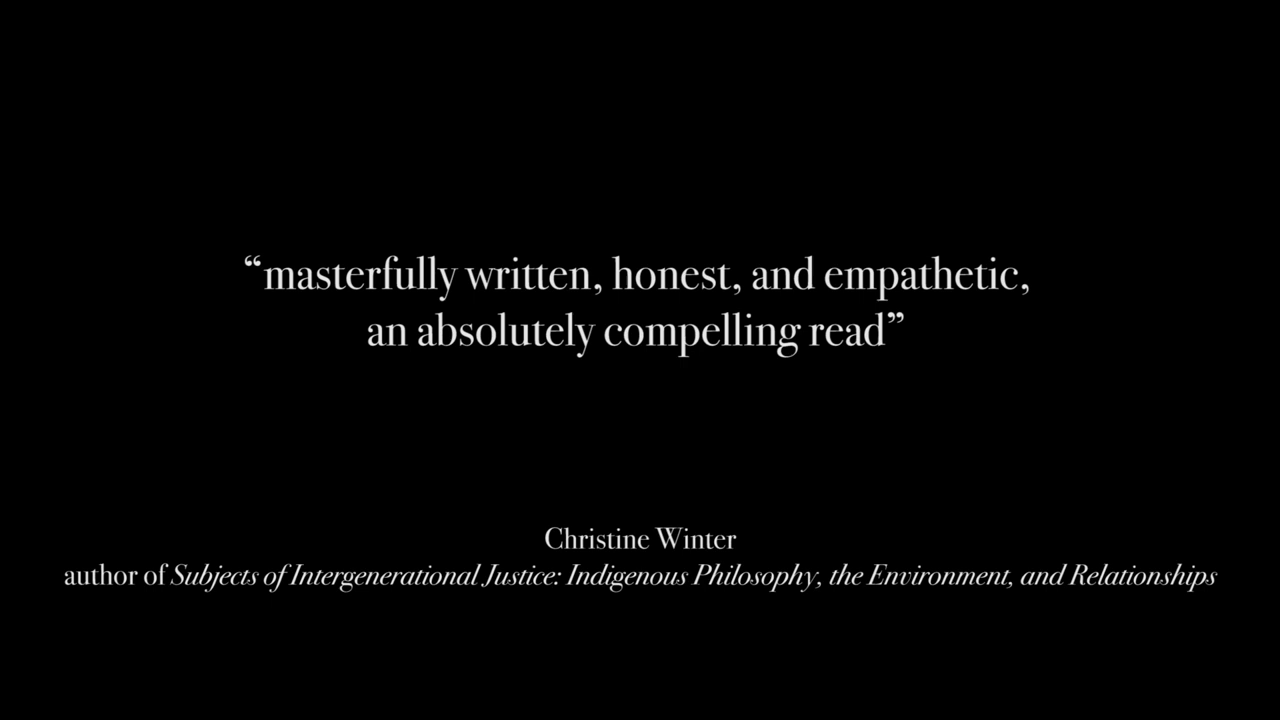 “masterfully written, honest, and empathetic,
an absolutely compelling read”
Christine Winter
author of Subjects of Intergenerational Justice: Indigenous Philosophy, the Environment, and Relationships